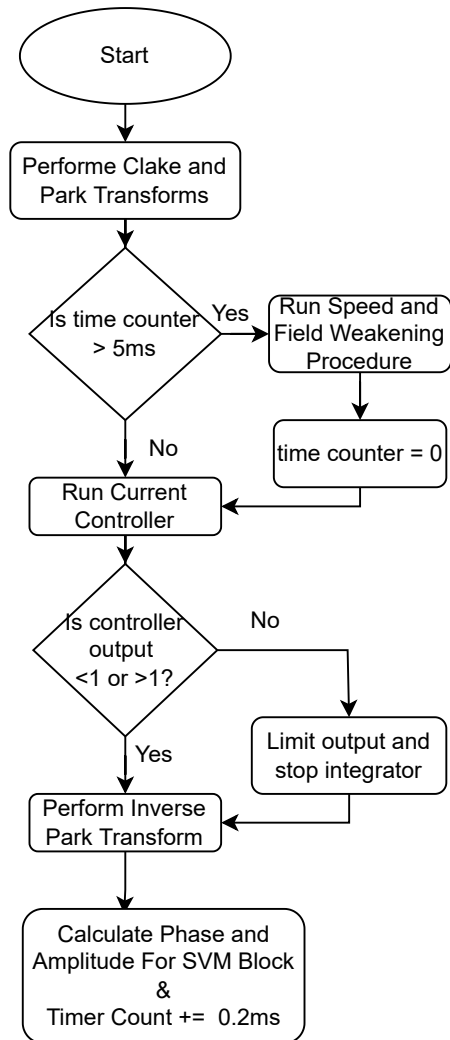 Start
Performe Clake and
Park Transforms
Is time counter
> 5ms
Yes
Run Speed and
Field Weakening
Procedure
time counter = 0
No
Run Current
Controller
Is controller
output
<1 or >1?
No
Limit output and
stop integrator
Yes
Perform Inverse
Park Transform
Calculate Phase and
Amplitude For SVM Block
&
Timer Count += 0.2ms